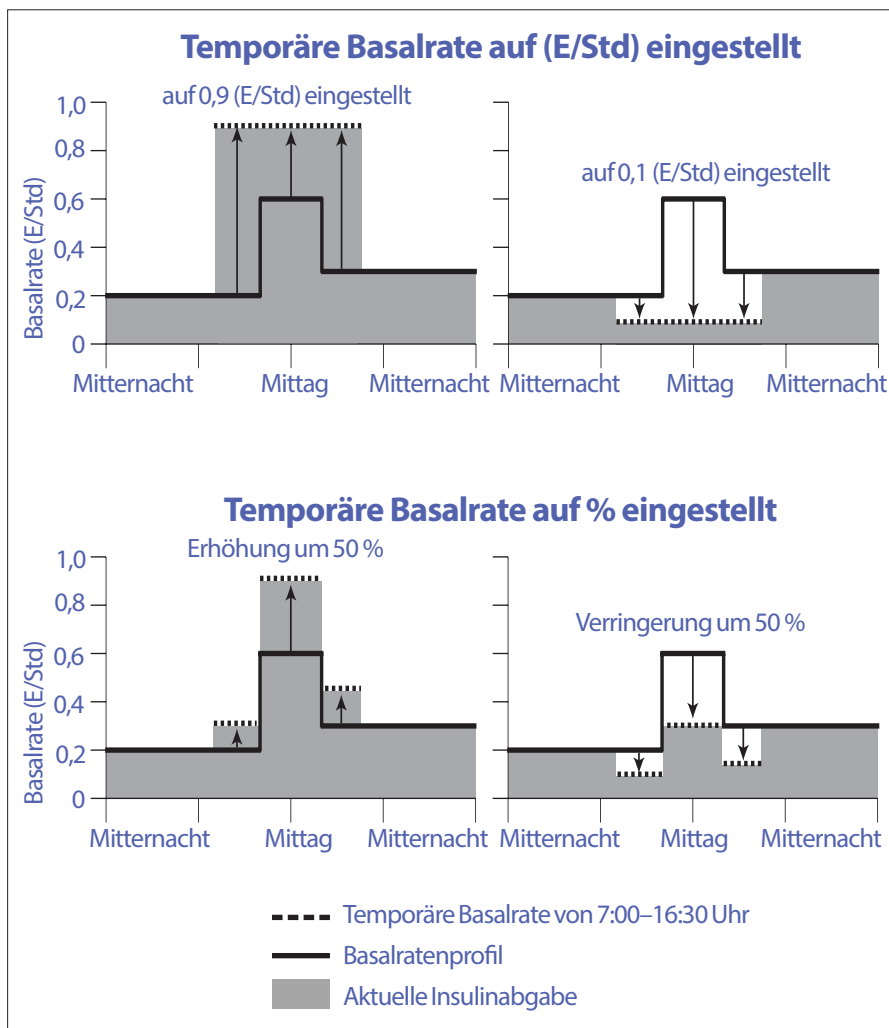 Temporäre Basalrate auf (E/Std) eingestellt
auf 0,9 (E/Std) eingestellt
Basalrate (E/Std)
1,0
0,8
0,6
0,4
0,2
0
Mitternacht Mittag Mitternacht
auf 0,1 (E/Std) eingestellt
Mitternacht Mittag Mitternacht
Temporäre Basalrate auf % eingestellt
Erhöhung um 50 %
Basalrate (E/Std)
1,0
0,8
0,6
0,4
0,2
0
Mitternacht Mittag Mitternacht
Verringerung um 50 %
Mitternacht Mittag Mitternacht
Temporäre Basalrate von 7:00–16:30 Uhr
Basalratenprofil
Aktuelle Insulinabgabe